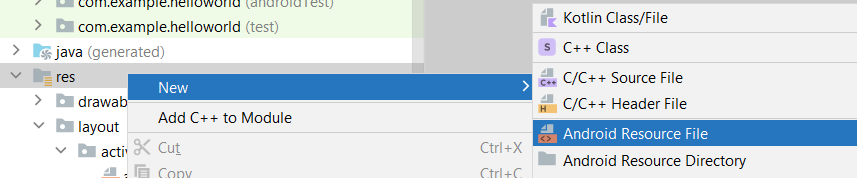 com.example.helloworld (androidTest)
com.example.helloworld (test)
java (generated)
res
drawab
layout
activ
New
Add C++ to Module
Cut Ctrl+X
Copy Ctrl+C
Kotlin Class/File
C++ Class
C/C++ Source File
C/C++ Header File
Android Resource File
Android Resource Directory